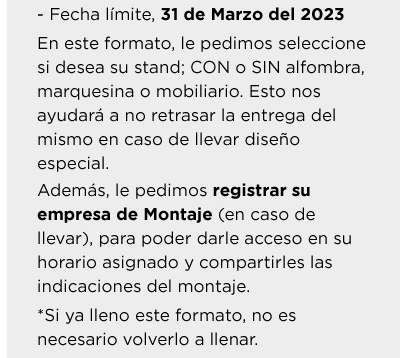 - Fecha límite, 31 de Marzo del 2023
En este formato, le pedimos seleccione
si desea su stand; CON o SIN alfombra,
marquesina o mobiliario. Esto nos
ayudará a no retrasar la entrega del
mismo en caso de llevar diseño
especial.
Además, le pedimos registrar su
empresa de Montaje (en caso de
llevar), para poder darle acceso en su
horario asignado y compartirles las
indicaciones del montaje.
*Si ya lleno este formato, no es
necesario volverlo a llenar.